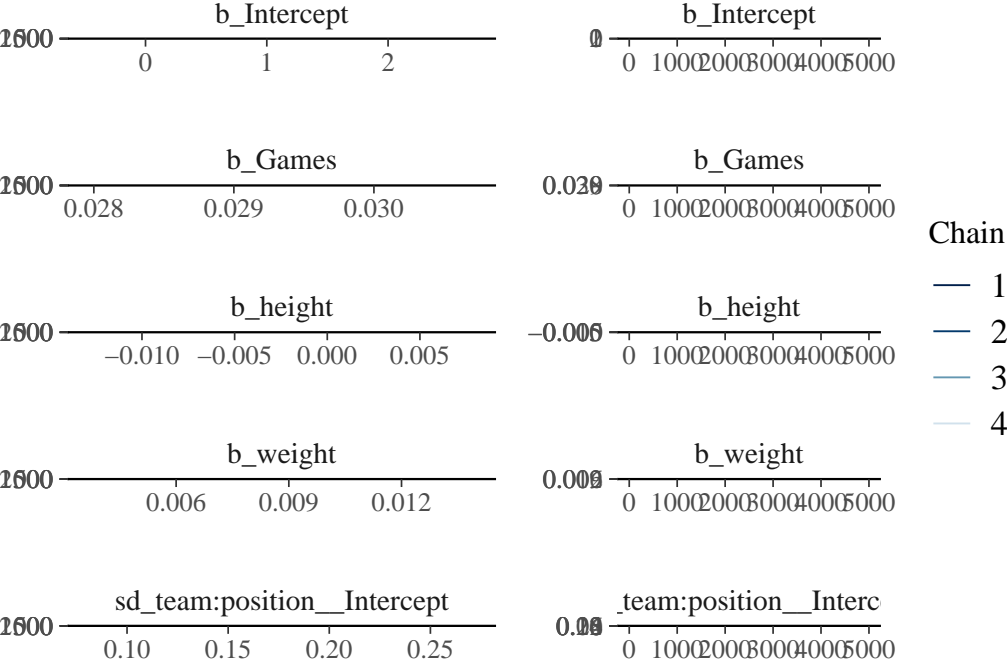 b_Intercept
0 1 2
b_Intercept
0 1000 2000 3000 4000 5000
b_Games
0.028 0.029 0.030
b_Games
0 1000 2000 3000 4000 5000
b_height
−0.010 −0.005 0.000 0.005
b_height
0 1000 2000 3000 4000 5000
b_weight
0.006 0.009 0.012
b_weight
0 1000 2000 3000 4000 5000
sd_team:position__Intercept
0.10 0.15 0.20 0.25
_team:position__Interc
0 1000 2000 3000 4000 5000
Chain
1
2
3
4